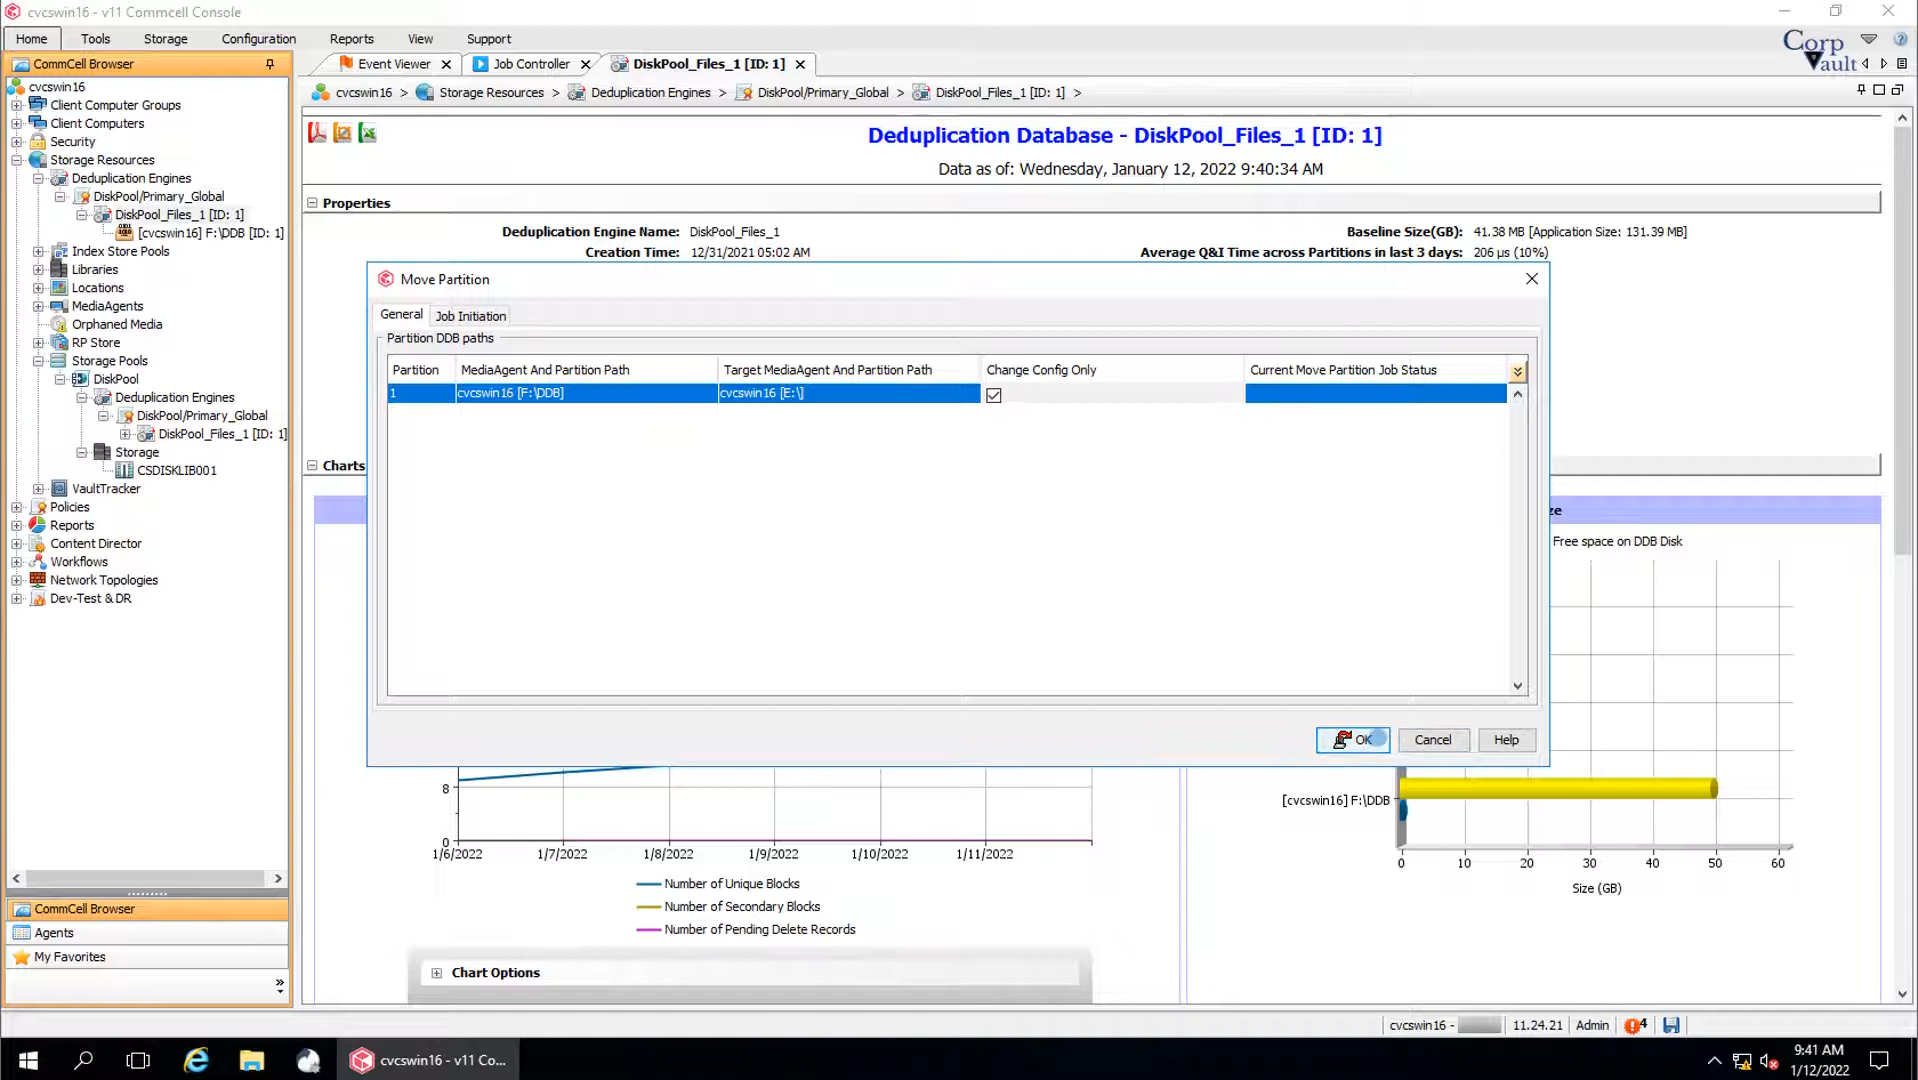 cvcswin16 - v11 Commcell Console
Home Tools Storage Configuration Reports View Support
Corp Vault
CommCell Browser
Event Viewer Job Controller DiskPool_Files_1 [ID: 1]
cvcswin16 > Storage Resources > Deduplication Engines > DiskPool/Primary_Global > DiskPool_Files_1 [ID: 1] >
cvcswin16
Client Computer Groups
Client Computers
Security
Storage Resources
Deduplication Engines
DiskPool/Primary_Global
DiskPool_Files_1 [ID: 1]
[cvcswin16] F:\DDB [ID: 1]
Index Store Pools
Libraries
Locations
MediaAgents
Orphaned Media
RP Store
Storage Pools
DiskPool
Deduplication Engines
DiskPool/Primary_Global
DiskPool_Files_1 [ID: 1]
Storage
CSDISKLIB001
VaultTracker
Policies
Reports
Content Director
Workflows
Network Topologies
Dev-Test & DR
CommCell Browser
Agents
My Favorites
Deduplication Database - DiskPool_Files_1 [ID: 1]
Data as of: Wednesday, January 12, 2022 9:40:34 AM
Properties
Deduplication Engine Name: DiskPool_Files_1
Baseline Size(GB): 41.38 MB [Application Size: 131.39 MB]
Creation Time: 12/31/2021 05:02 AM
Average Q&I Time across Partitions in last 3 days: 206 µs (10%)
Move Partition
General Job Initiation
Partition DDB paths
Partition MediaAgent And Partition Path Target MediaAgent And Partition Path Change Config Only Current Move Partition Job Status
1 cvcswin16 [F:\DDB] cvcswin16 [E:\]
OK Cancel Help
Charts
ze
Free space on DDB Disk
8
0
1/6/2022 1/7/2022 1/8/2022 1/9/2022 1/10/2022 1/11/2022
Number of Unique Blocks
Number of Secondary Blocks
Number of Pending Delete Records
Chart Options
[cvcswin16] F:\DDB
0 10 20 30 40 50 60
Size (GB)
cvcswin16 - 11.24.21 Admin 4
cvcswin16 - v11 Co...
9:41 AM
1/12/2022